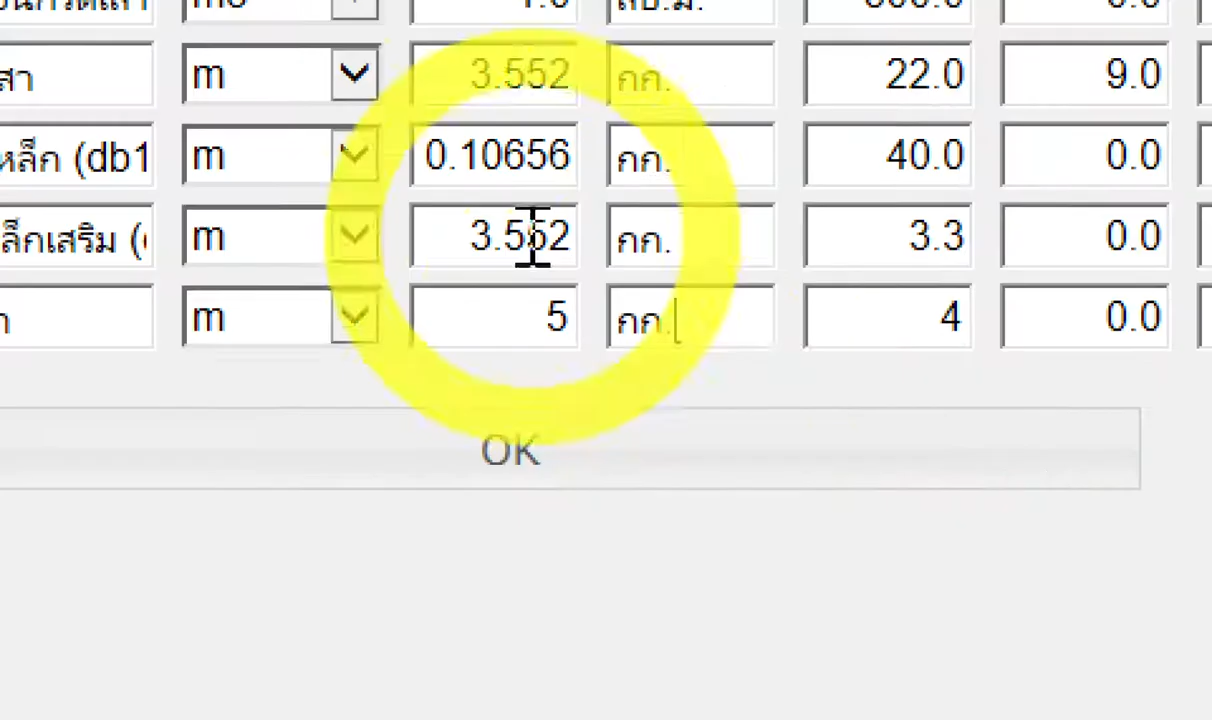 สา m 3.552 กก. 22.0 9.0
หล็ก (db1 m 0.10656 กก. 40.0 0.0
ล็กเสริม ( m 3.552 กก. 3.3 0.0
m 5 กก. 4 0.0
OK